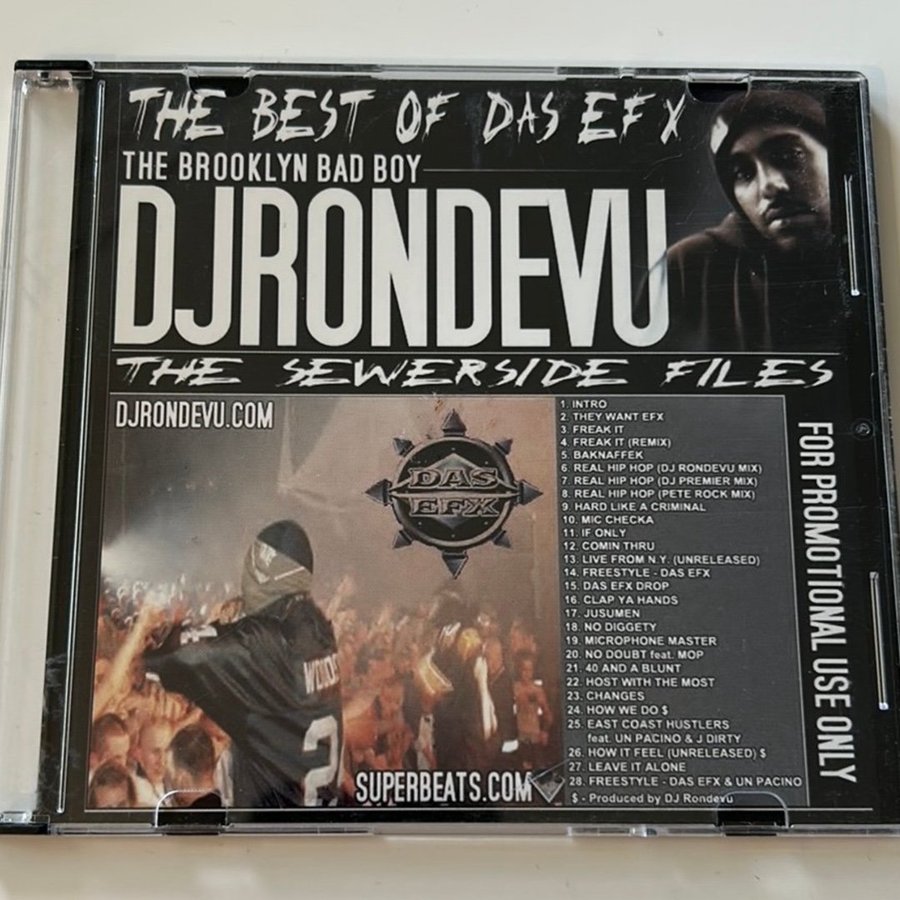 THE BEST OF DAS EFX
THE BROOKLYN BAD BOY
DJRONDEVU
THE SEWERSIDE FILES
DJRONDEVU.COM
DAS
EFX
1. INTRO
2. THEY WANT EFX
3. FREAK IT
4. FREAK IT (REMIX)
5. BAKNAFFEK
6. REAL HIP HOP (DJ RONDEVU MIX)
7. REAL HIP HOP (DJ PREMIER MIX)
8. REAL HIP HOP (PETE ROCK MIX)
9. HARD LIKE A CRIMINAL
10. MIC CHECKA
11. IF ONLY
12. COMIN THRU
13. LIVE FROM N.Y. (UNRELEASED)
14. FREESTYLE - DAS EFX
15. DAS EFX DROP
16. CLAP YA HANDS
17. JUSUMEN
18. NO DIGGETY
19. MICROPHONE MASTER
20. NO DOUBT feat. MOP
21. 40 AND A BLUNT
22. HOST WITH THE MOST
23. CHANGES
24. HOW WE DO $
25. EAST COAST HUSTLERS
feat. UN PACINO & J DIRTY
26. HOW IT FEEL (UNRELEASED) $
27. LEAVE IT ALONE
28. FREESTYLE - DAS EFX & UN PACINO
$ - Produced by DJ Rondevu
FOR PROMOTIONAL USE ONLY
2
SUPERBEATS.COM